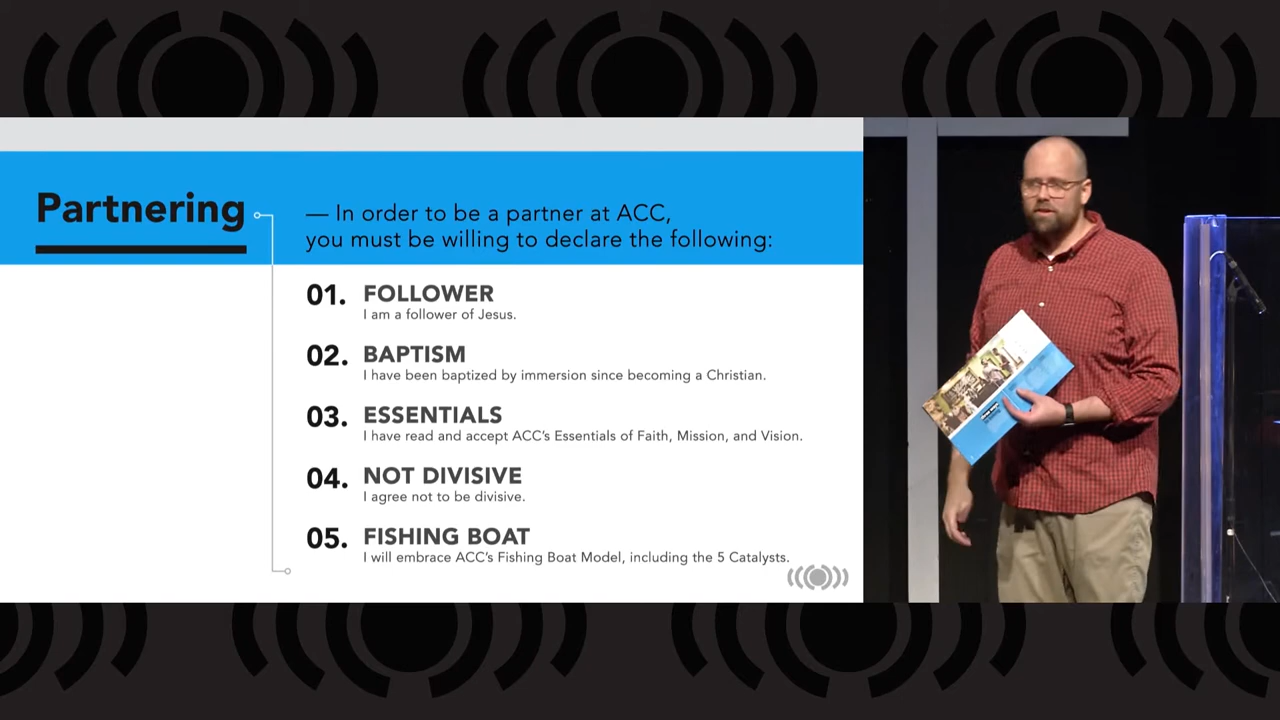 Partnering
— In order to be a partner at ACC,
you must be willing to declare the following:
01. FOLLOWER
I am a follower of Jesus.
02. BAPTISM
I have been baptized by immersion since becoming a Christian.
03. ESSENTIALS
I have read and accept ACC’s Essentials of Faith, Mission, and Vision.
04. NOT DIVISIVE
I agree not to be divisive.
05. FISHING BOAT
I will embrace ACC’s Fishing Boat Model, including the 5 Catalysts.